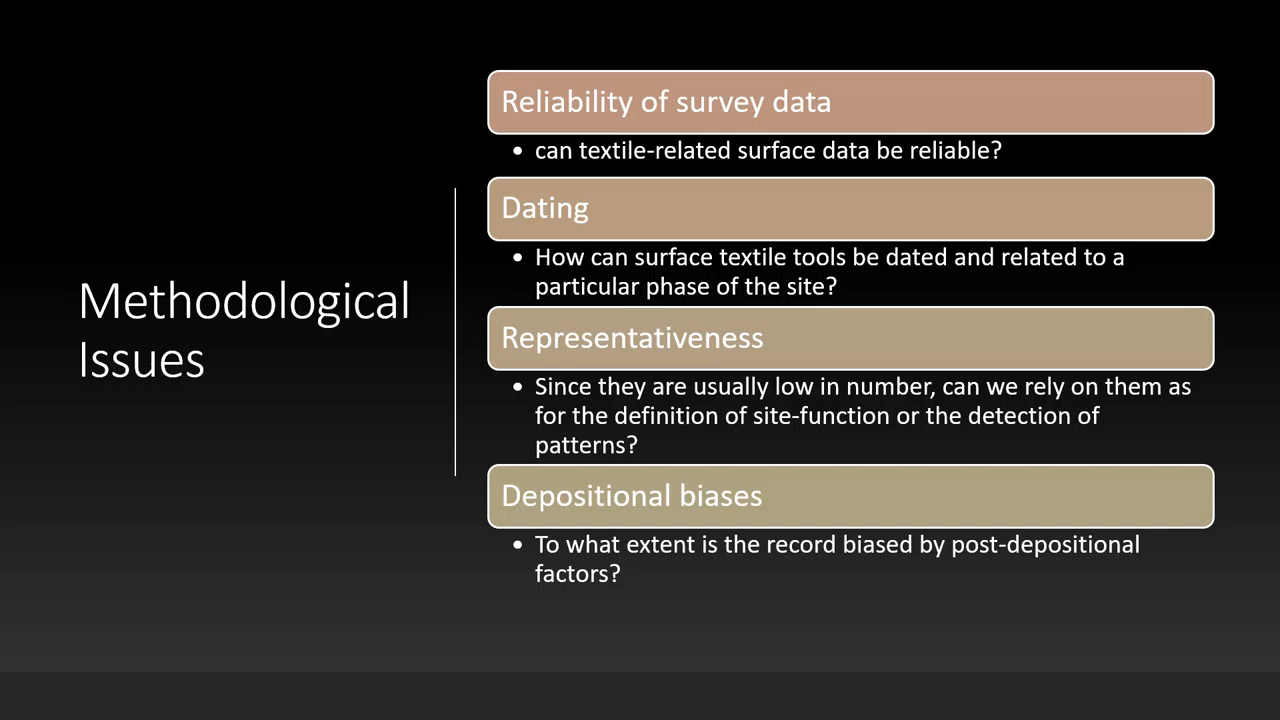 Methodological
Issues
Reliability of survey data
• can textile-related surface data be reliable?
Dating
• How can surface textile tools be dated and related to a
particular phase of the site?
Representativeness
• Since they are usually low in number, can we rely on them as
for the definition of site-function or the detection of
patterns?
Depositional biases
• To what extent is the record biased by post-depositional
factors?